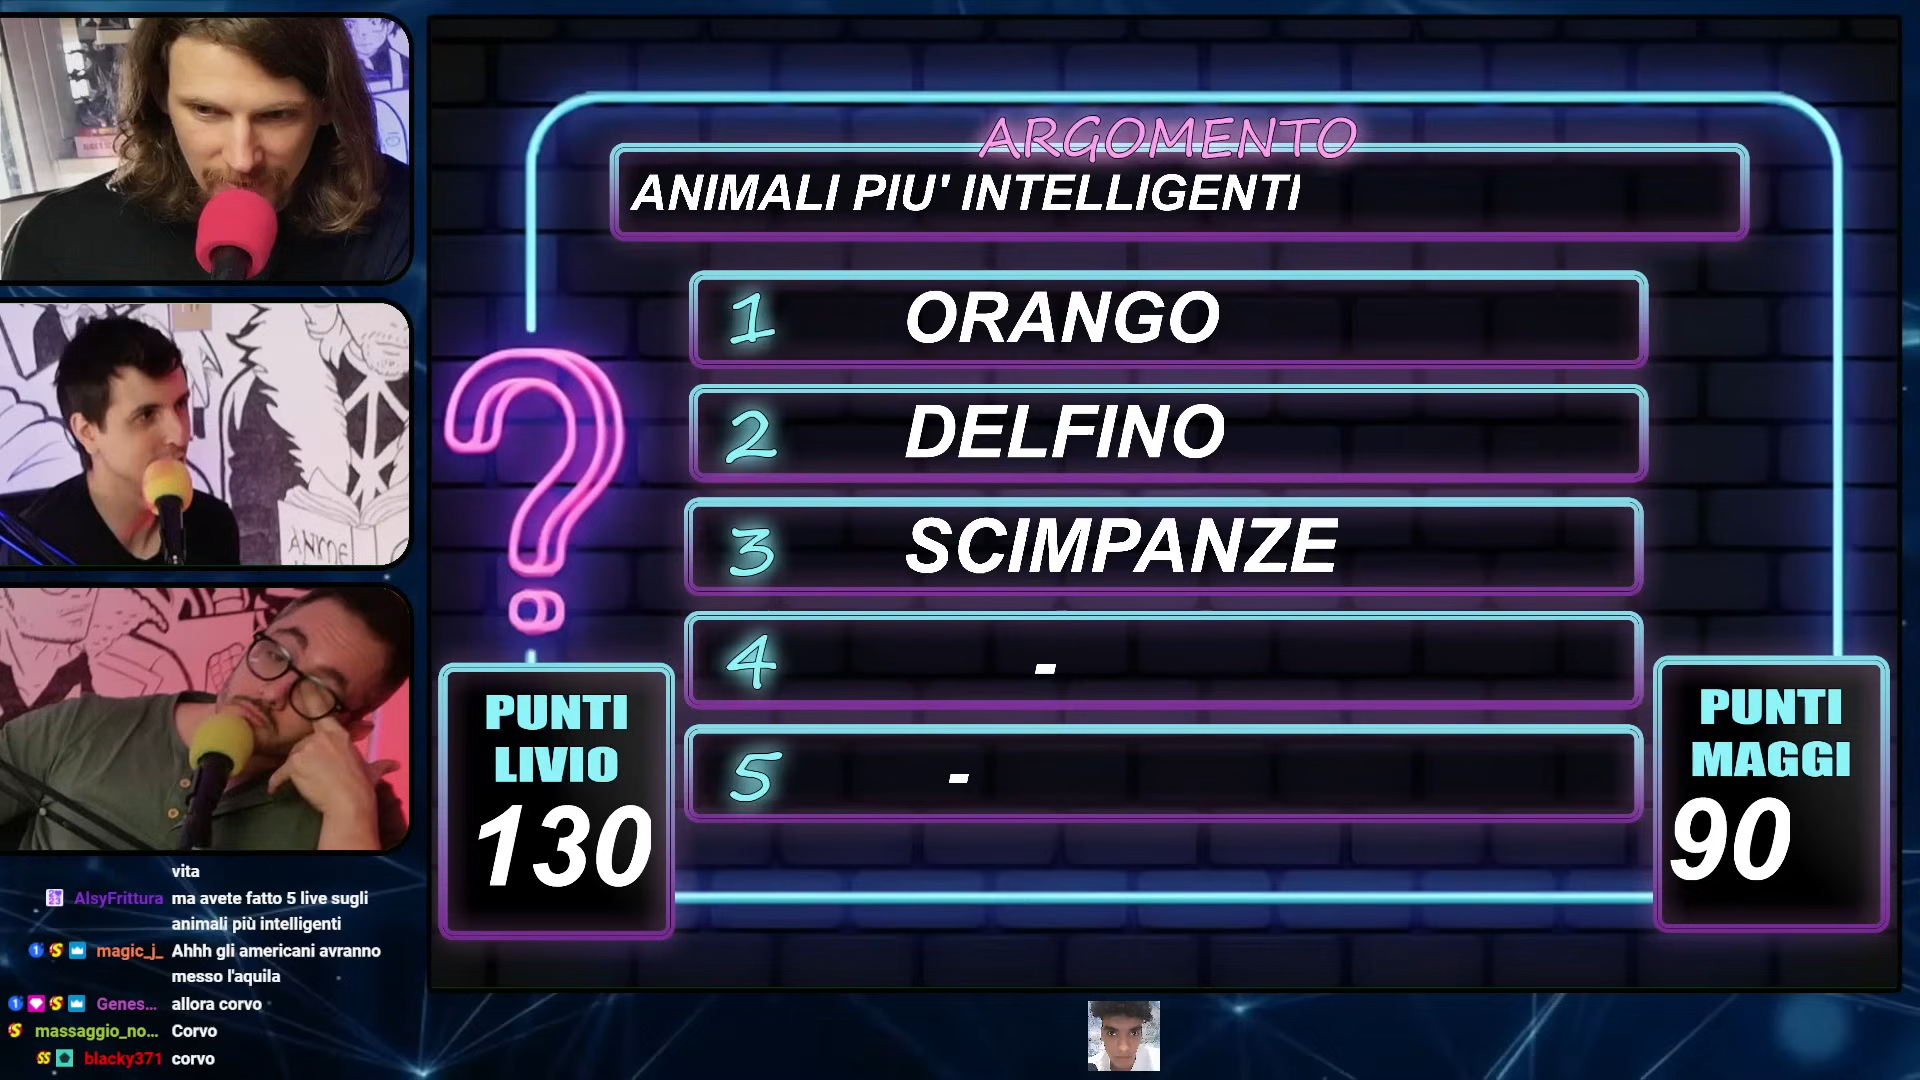 ARGOMENTO
ANIMALI PIU' INTELLIGENTI
1 ORANGO
2 DELFINO
3 SCIMPANZE
4 -
5 -
PUNTI
LIVIO
130
PUNTI
MAGGI
90
ANIME
vita
AlsyFrittura ma avete fatto 5 live sugli
animali più intelligenti
magic_j_ Ahhh gli americani avranno
messo l'aquila
Genes... allora corvo
massaggio_no... Corvo
blacky371 corvo